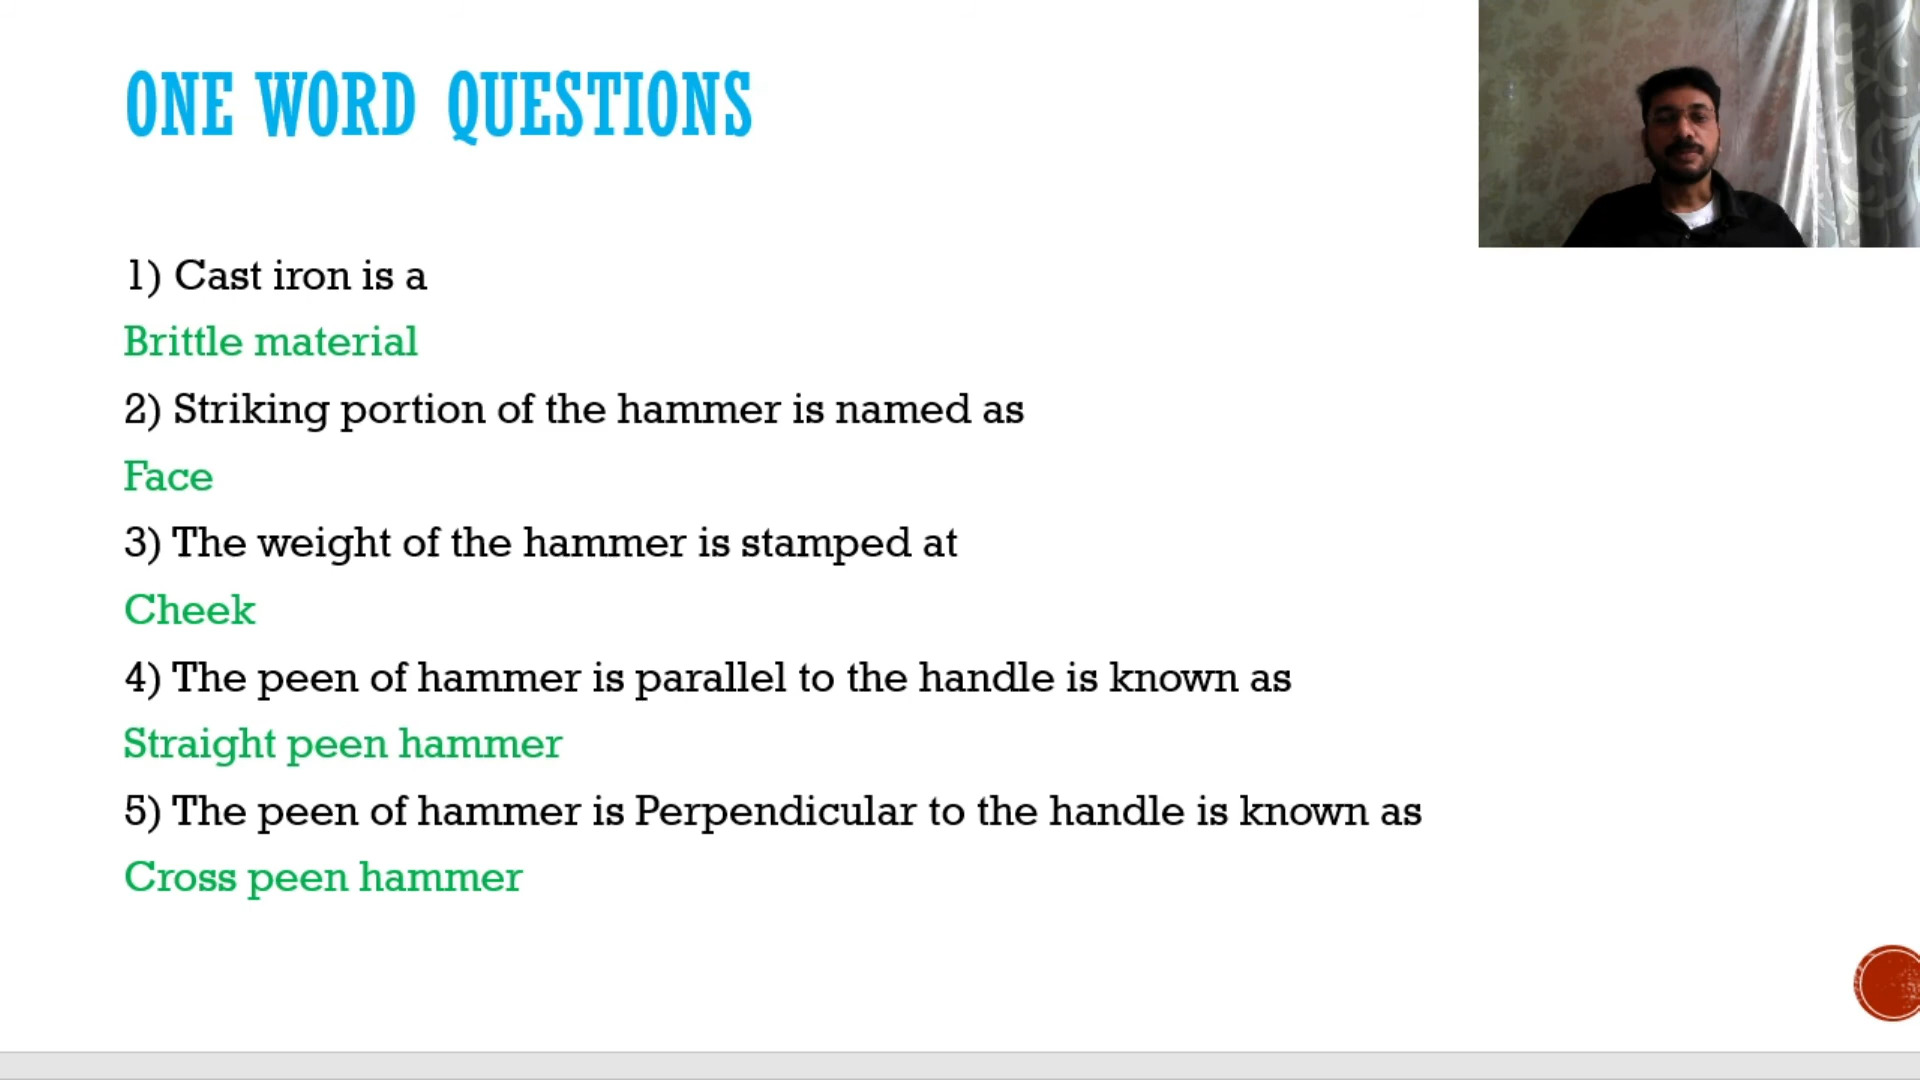 ONE WORD QUESTIONS
1) Cast iron is a
Brittle material
2) Striking portion of the hammer is named as
Face
3) The weight of the hammer is stamped at
Cheek
4) The peen of hammer is parallel to the handle is known as
Straight peen hammer
5) The peen of hammer is Perpendicular to the handle is known as
Cross peen hammer